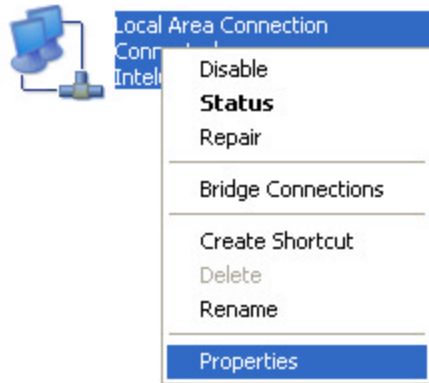 Local Area Connection
Disable
Status
Repair
Bridge Connections
Create Shortcut
Delete
Rename
Properties